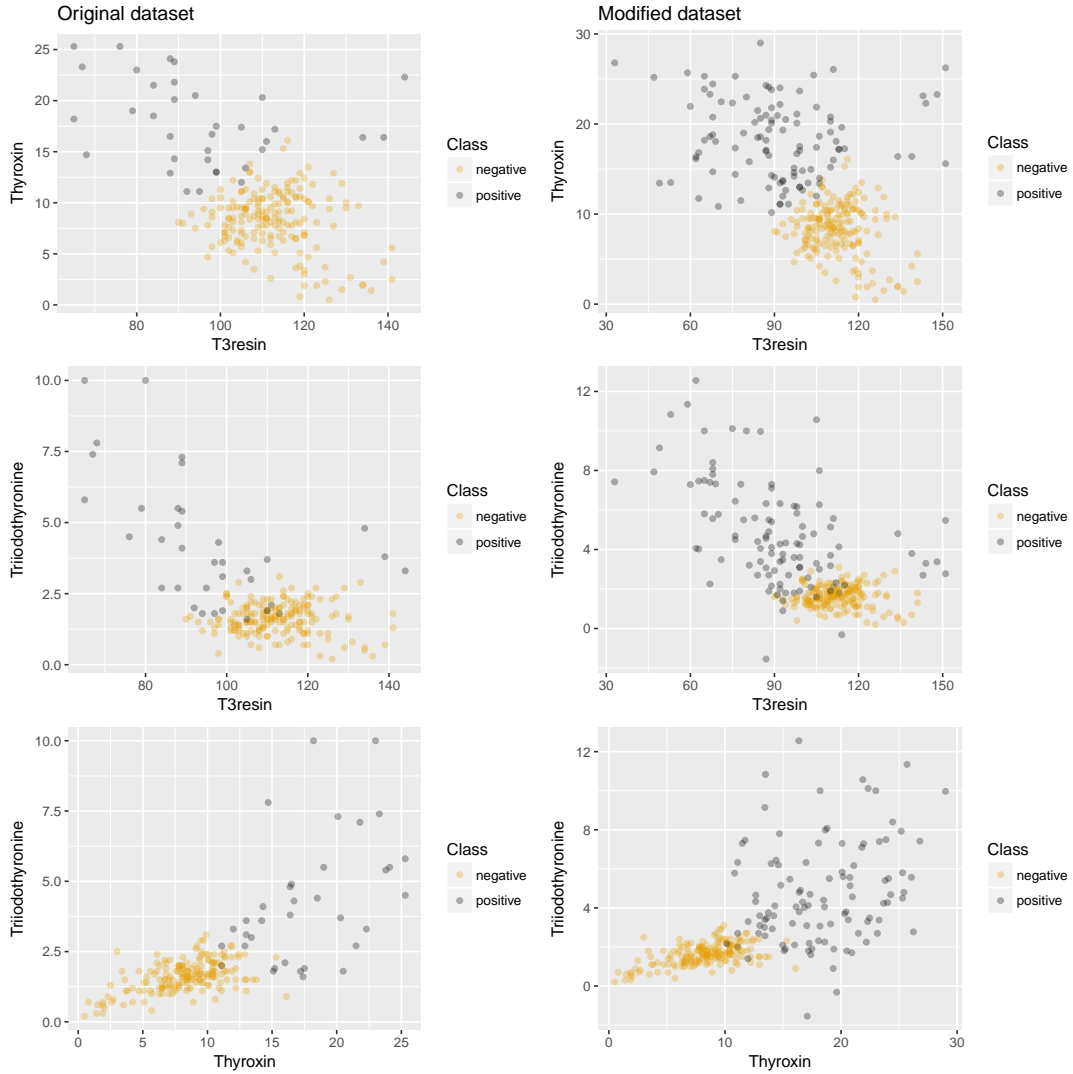 Original dataset
Modified dataset
25
20
15
10
5
0
80
100
120
140
T3resin
Thyroxin
Class
negative
positive
30
20
10
0
30
60
90
120
150
T3resin
Thyroxin
Class
negative
positive
10.0
7.5
5.0
2.5
0.0
80
100
120
140
T3resin
Triiodothyronine
Class
negative
positive
12
8
4
0
30
60
90
120
150
T3resin
Triiodothyronine
Class
negative
positive
10.0
7.5
5.0
2.5
0.0
0
5
10
15
20
25
Thyroxin
Triiodothyronine
Class
negative
positive
12
8
4
0
0
10
20
30
Thyroxin
Triiodothyronine
Class
negative
positive